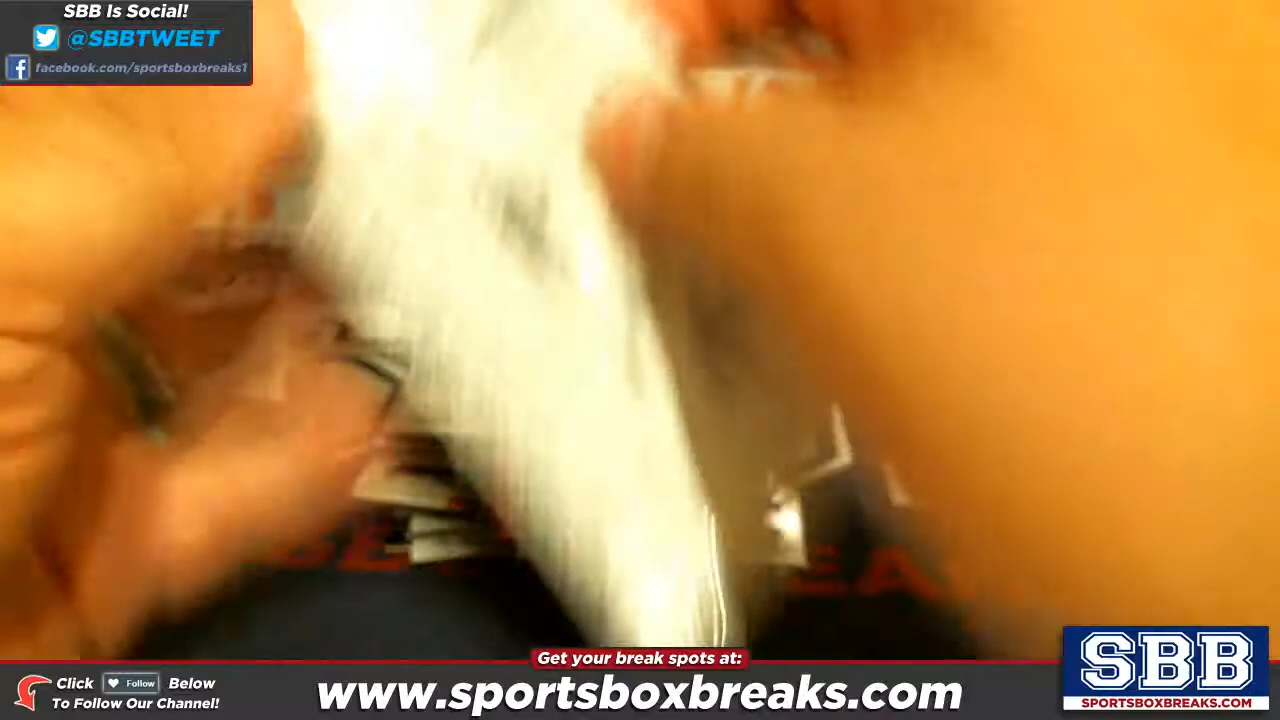 SBB Is Social!
@SBBTWEET
facebook.com/sportsboxbreaks1
Get your break spots at:
Click Follow Below
To Follow Our Channel!
www.sportsboxbreaks.com
SBB
SPORTSBOXBREAKS.COM